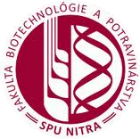 FAKULTA BIOTECHNOLÓGIE A POTRAVINÁRSTVA
SPU NITRA